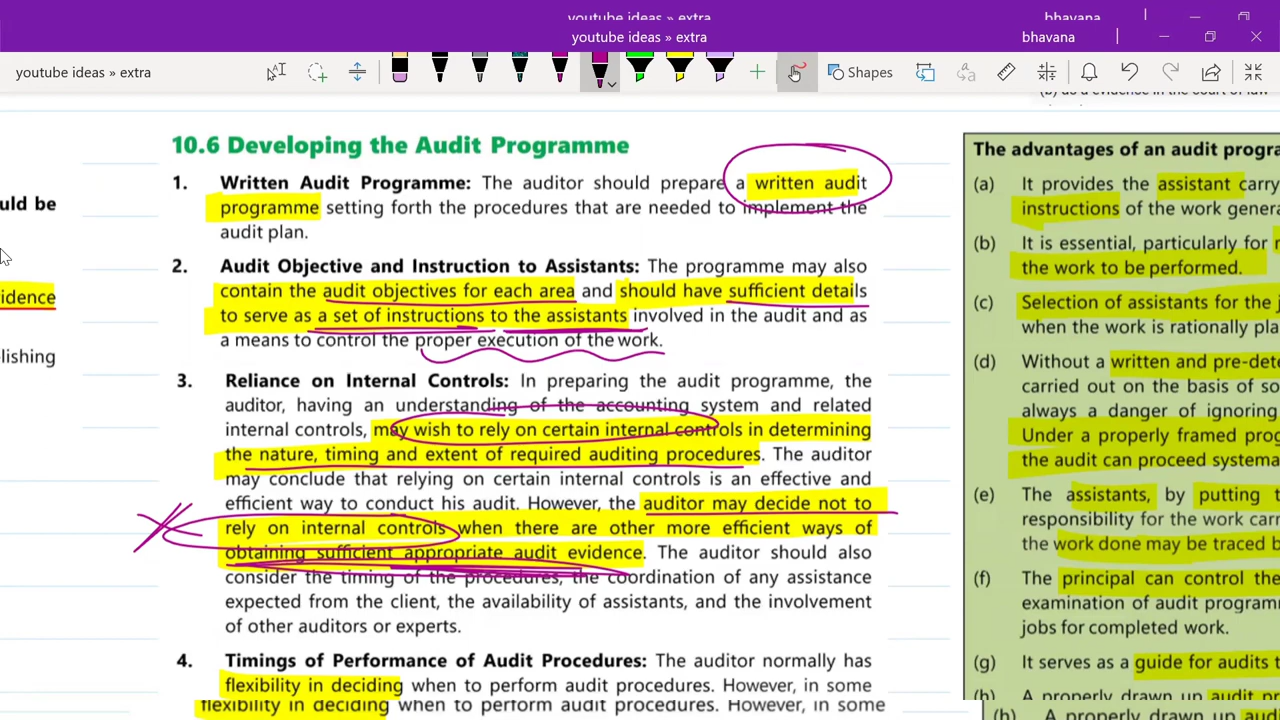 youtube ideas » extra bhavana
youtube ideas » extra bhavana
youtube ideas » extra Shapes
(b) as a evidence in the court of law
uld be
idence
lishing
10.6 Developing the Audit Programme
1. Written Audit Programme: The auditor should prepare a written audit
programme setting forth the procedures that are needed to implement the
audit plan.
2. Audit Objective and Instruction to Assistants: The programme may also
contain the audit objectives for each area and should have sufficient details
to serve as a set of instructions to the assistants involved in the audit and as
a means to control the proper execution of the work.
3. Reliance on Internal Controls: In preparing the audit programme, the
auditor, having an understanding of the accounting system and related
internal controls, may wish to rely on certain internal controls in determining
the nature, timing and extent of required auditing procedures. The auditor
may conclude that relying on certain internal controls is an effective and
efficient way to conduct his audit. However, the auditor may decide not to
rely on internal controls when there are other more efficient ways of
obtaining sufficient appropriate audit evidence. The auditor should also
consider the timing of the procedures, the coordination of any assistance
expected from the client, the availability of assistants, and the involvement
of other auditors or experts.
4. Timings of Performance of Audit Procedures: The auditor normally has
flexibility in deciding when to perform audit procedures. However, in some
flexibility in deciding when to perform audit procedures. However, in some
The advantages of an audit progra
(a) It provides the assistant carry
instructions of the work genera
(b) It is essential, particularly for
the work to be performed.
(c) Selection of assistants for the j
when the work is rationally pla
(d) Without a written and pre-dete
carried out on the basis of so
always a danger of ignoring
Under a properly framed prog
the audit can proceed systema
(e) The assistants, by putting t
responsibility for the work carr
the work done may be traced b
(f) The principal can control the
examination of audit programm
jobs for completed work.
(g) It serves as a guide for audits t
(h) A properly drawn up audit pr
(h) A properly drawn up audi